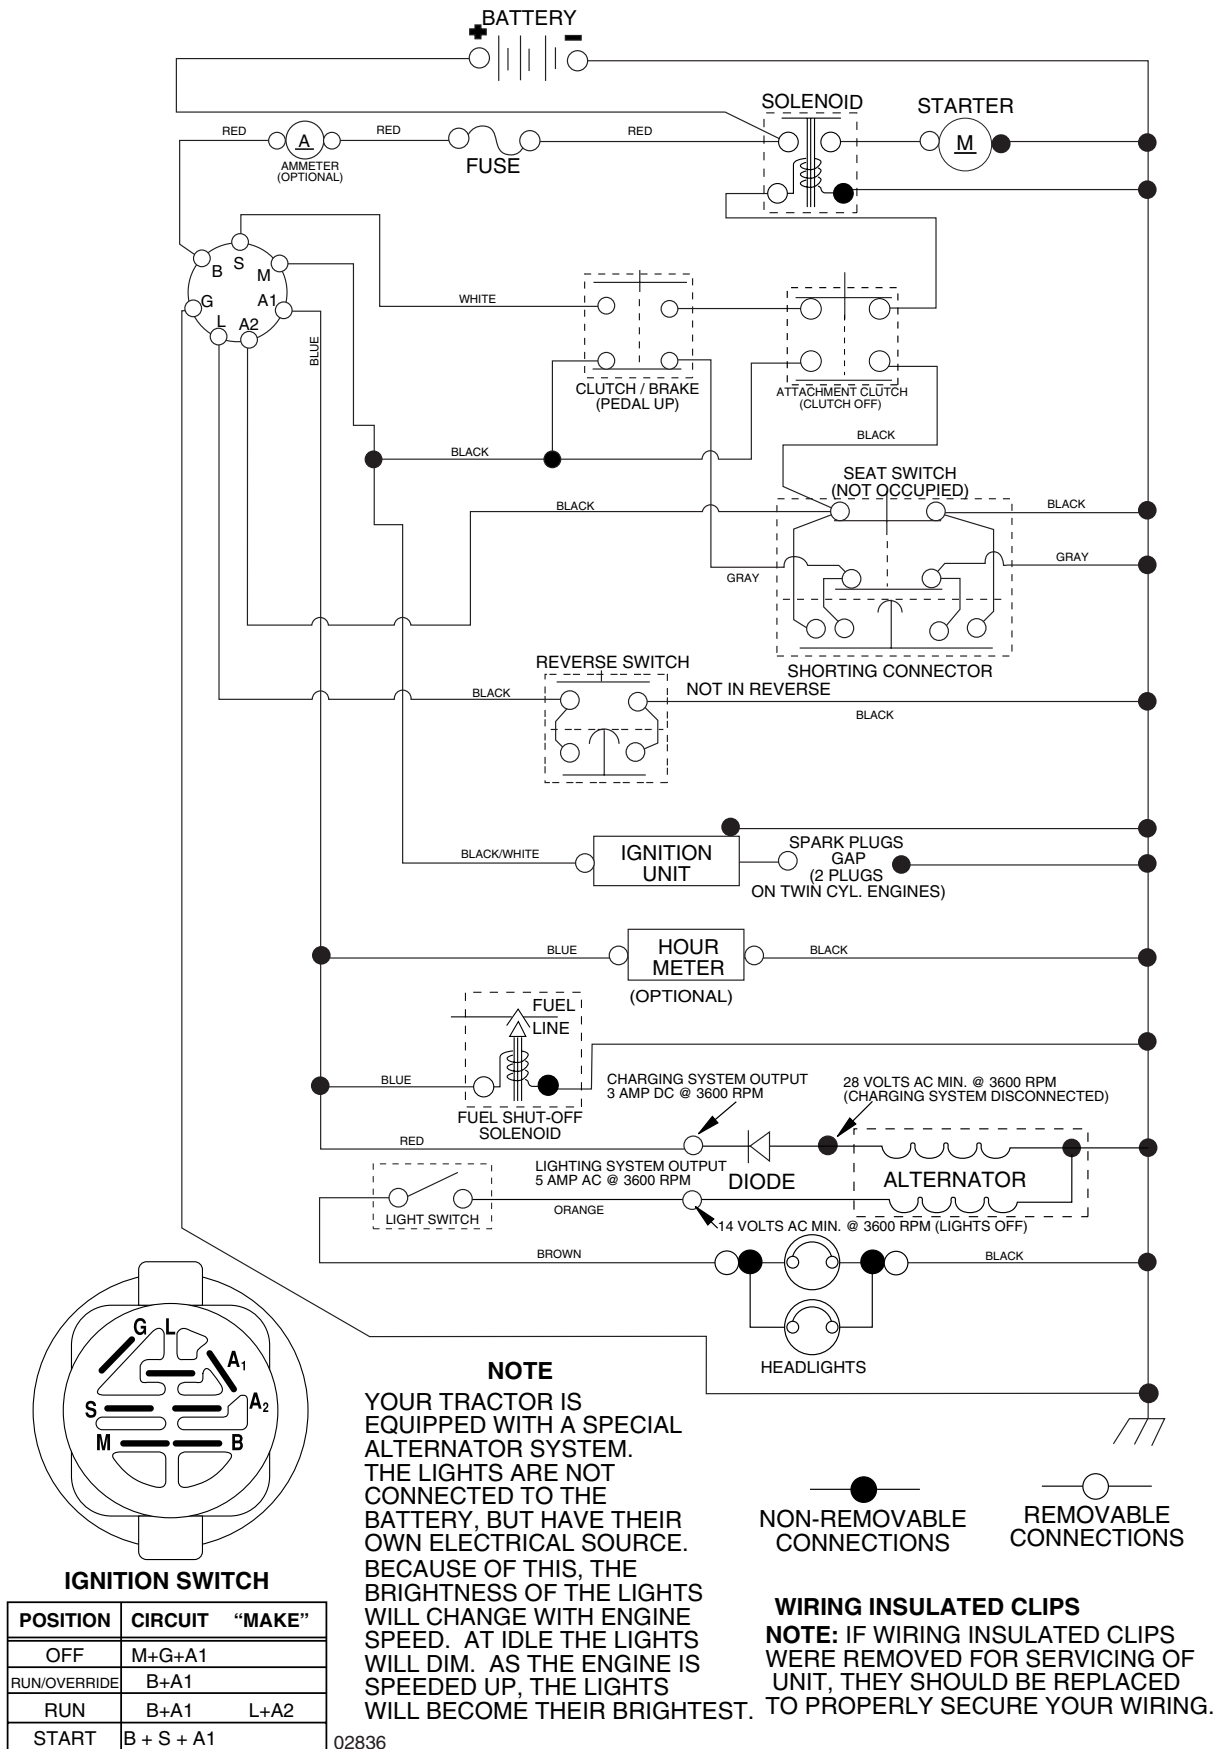 BATTERY
+ -
SOLENOID
STARTER
RED
A
RED
RED
AMMETER
(OPTIONAL)
FUSE
M
B
S
M
G
A1
L
A2
BLUE
WHITE
CLUTCH / BRAKE
(PEDAL UP)
ATTACHMENT CLUTCH
(CLUTCH OFF)
BLACK
BLACK
SEAT SWITCH
(NOT OCCUPIED)
BLACK
BLACK
GRAY
GRAY
SHORTING CONNECTOR
REVERSE SWITCH
BLACK
NOT IN REVERSE
BLACK
BLACK/WHITE
IGNITION
UNIT
SPARK PLUGS
GAP
(2 PLUGS
ON TWIN CYL. ENGINES)
BLUE
HOUR
METER
BLACK
(OPTIONAL)
FUEL
LINE
BLUE
FUEL SHUT-OFF
SOLENOID
CHARGING SYSTEM OUTPUT
3 AMP DC @ 3600 RPM
28 VOLTS AC MIN. @ 3600 RPM
(CHARGING SYSTEM DISCONNECTED)
RED
LIGHTING SYSTEM OUTPUT
5 AMP AC @ 3600 RPM
DIODE
ALTERNATOR
LIGHT SWITCH
ORANGE
14 VOLTS AC MIN. @ 3600 RPM (LIGHTS OFF)
BROWN
BLACK
HEADLIGHTS
G
L
A1
S
A2
M
B
IGNITION SWITCH
POSITION CIRCUIT "MAKE"
OFF M+G+A1
RUN/OVERRIDE B+A1
RUN B+A1 L+A2
START B + S + A1
02836
NOTE
YOUR TRACTOR IS
EQUIPPED WITH A SPECIAL
ALTERNATOR SYSTEM.
THE LIGHTS ARE NOT
CONNECTED TO THE
BATTERY, BUT HAVE THEIR
OWN ELECTRICAL SOURCE.
BECAUSE OF THIS, THE
BRIGHTNESS OF THE LIGHTS
WILL CHANGE WITH ENGINE
SPEED. AT IDLE THE LIGHTS
WILL DIM. AS THE ENGINE IS
SPEEDED UP, THE LIGHTS
WILL BECOME THEIR BRIGHTEST.
NON-REMOVABLE
CONNECTIONS
REMOVABLE
CONNECTIONS
WIRING INSULATED CLIPS
NOTE: IF WIRING INSULATED CLIPS
WERE REMOVED FOR SERVICING OF
UNIT, THEY SHOULD BE REPLACED
TO PROPERLY SECURE YOUR WIRING.